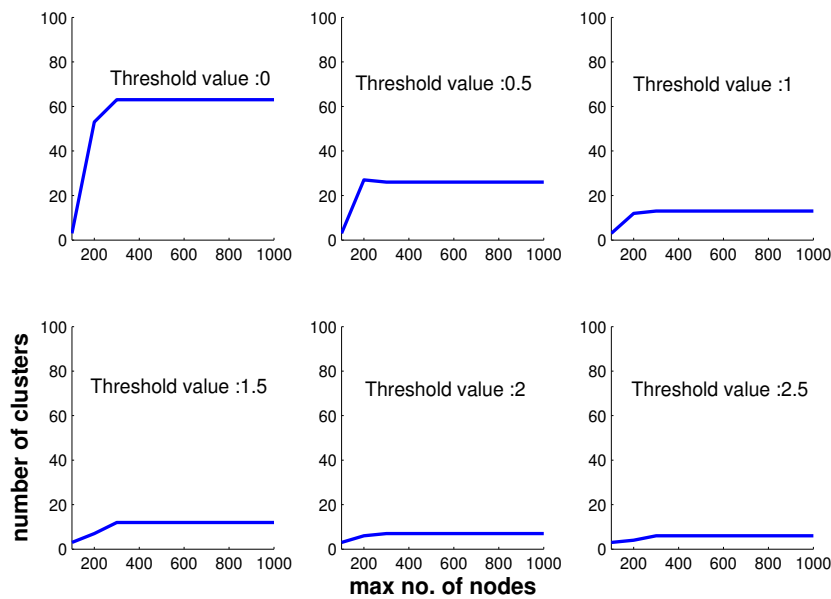 100
80
60
40
20
0
Threshold value :0
200 400 600 800 1000
100
80
60
40
20
0
Threshold value :0.5
200 400 600 800 1000
100
80
60
40
20
0
Threshold value :1
200 400 600 800 1000
number of clusters
100
80
60
40
20
0
Threshold value :1.5
200 400 600 800 1000
100
80
60
40
20
0
Threshold value :2
200 400 600 800 1000
100
80
60
40
20
0
Threshold value :2.5
200 400 600 800 1000
max no. of nodes